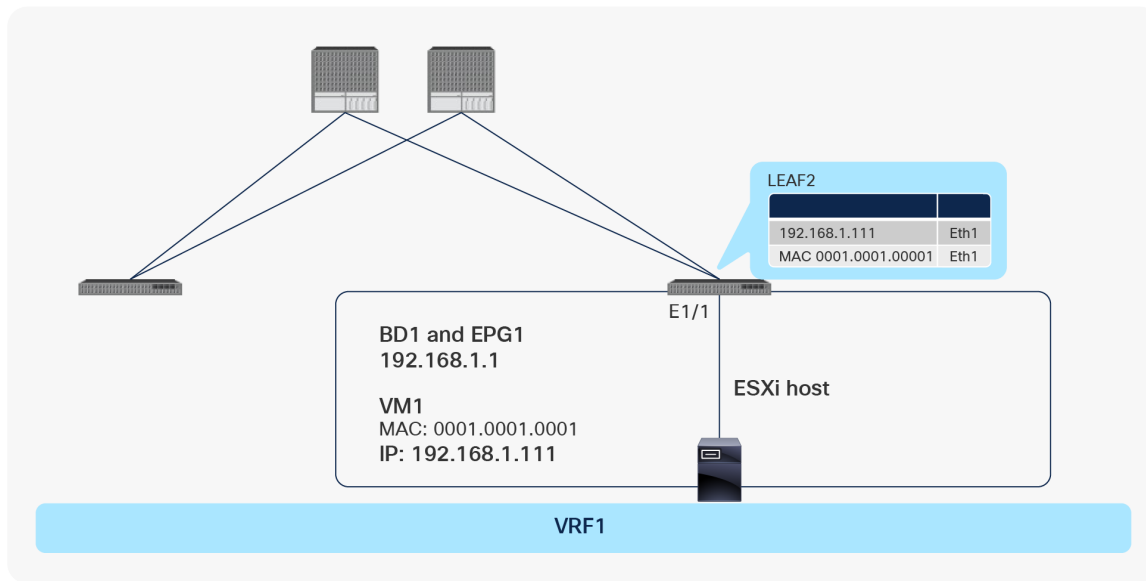 LEAF2
192.168.1.111 Eth1
MAC 0001.0001.00001 Eth1
E1/1
BD1 and EPG1
192.168.1.1
ESXi host
VM1
MAC: 0001.0001.0001
IP: 192.168.1.111
VRF1